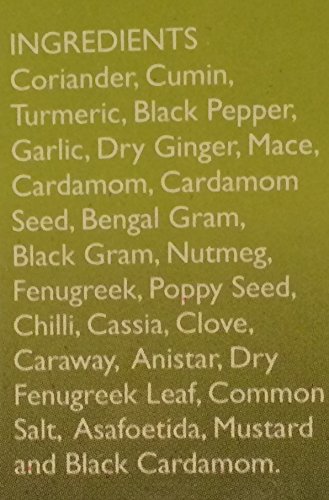 INGREDIENTS
Coriander, Cumin,
Turmeric, Black Pepper,
Garlic, Dry Ginger, Mace,
Cardamom, Cardamom
Seed, Bengal Gram,
Black Gram, Nutmeg,
Fenugreek, Poppy Seed,
Chilli, Cassia, Clove,
Caraway, Anistar, Dry
Fenugreek Leaf, Common
Salt, Asafoetida, Mustard
and Black Cardamom.